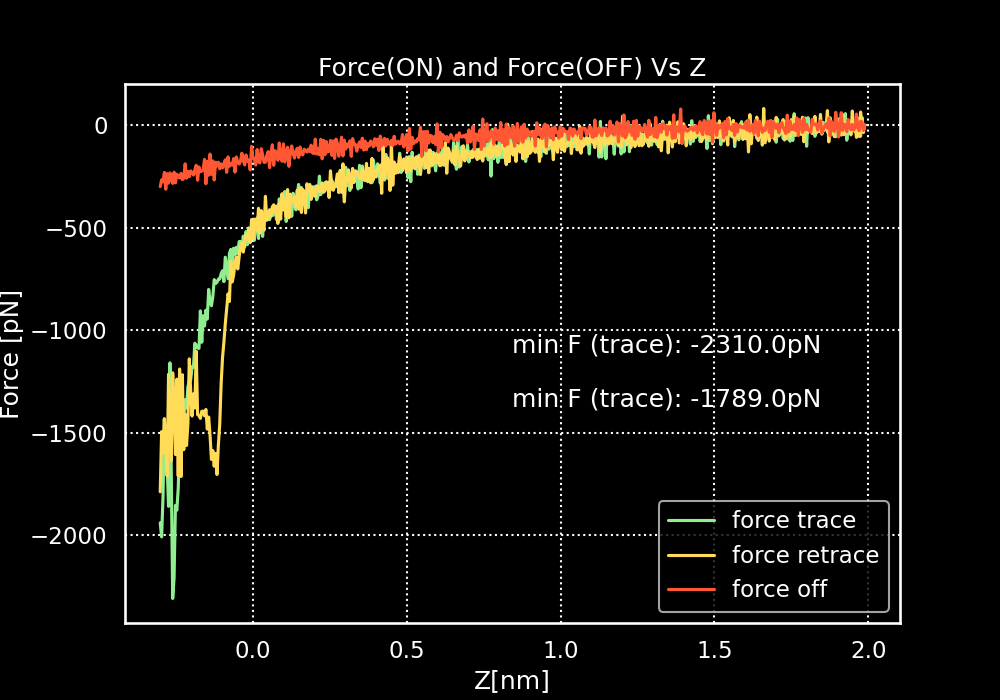 Force(ON) and Force(OFF) Vs Z
Force [pN]
0
−500
−1000
−1500
−2000
min F (trace): -2310.0pN
min F (trace): -1789.0pN
force trace
force retrace
force off
0.0 0.5 1.0 1.5 2.0
Z[nm]